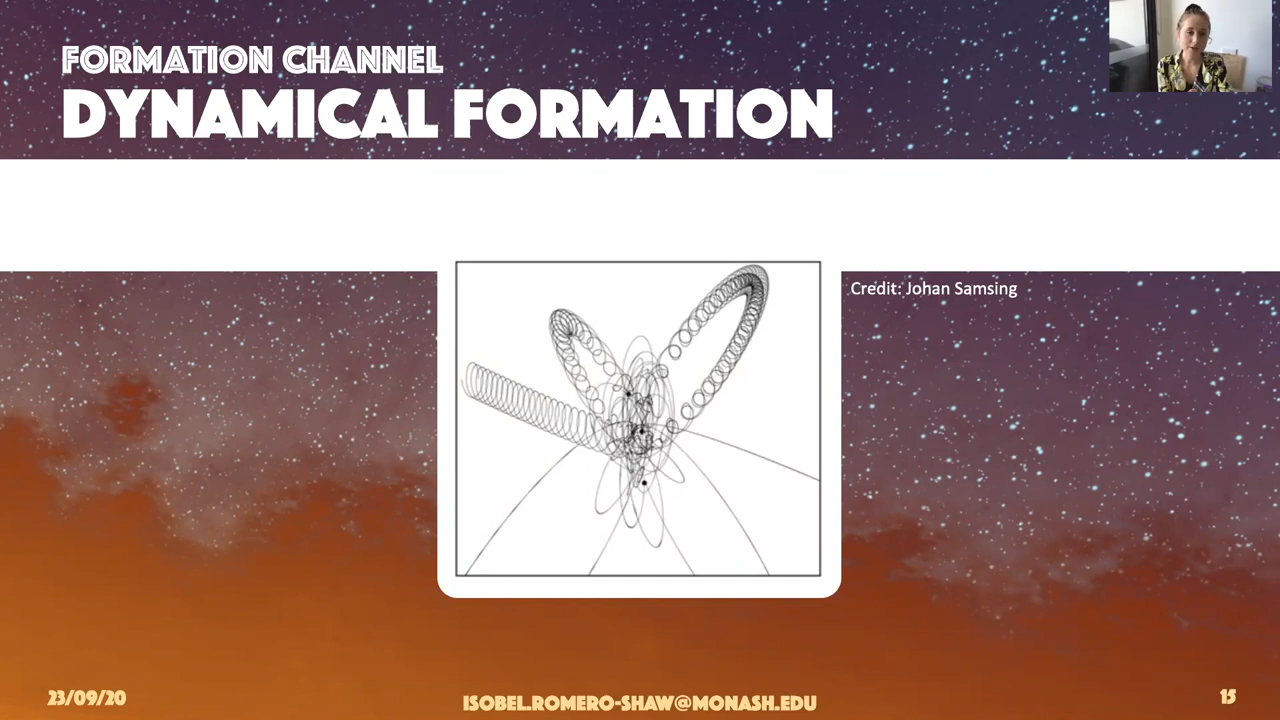 FORMATION CHANNEL
DYNAMICAL FORMATION
Credit: Johan Samsing
23/09/20
ISOBEL.ROMERO-SHAW@MONASH.EDU
15